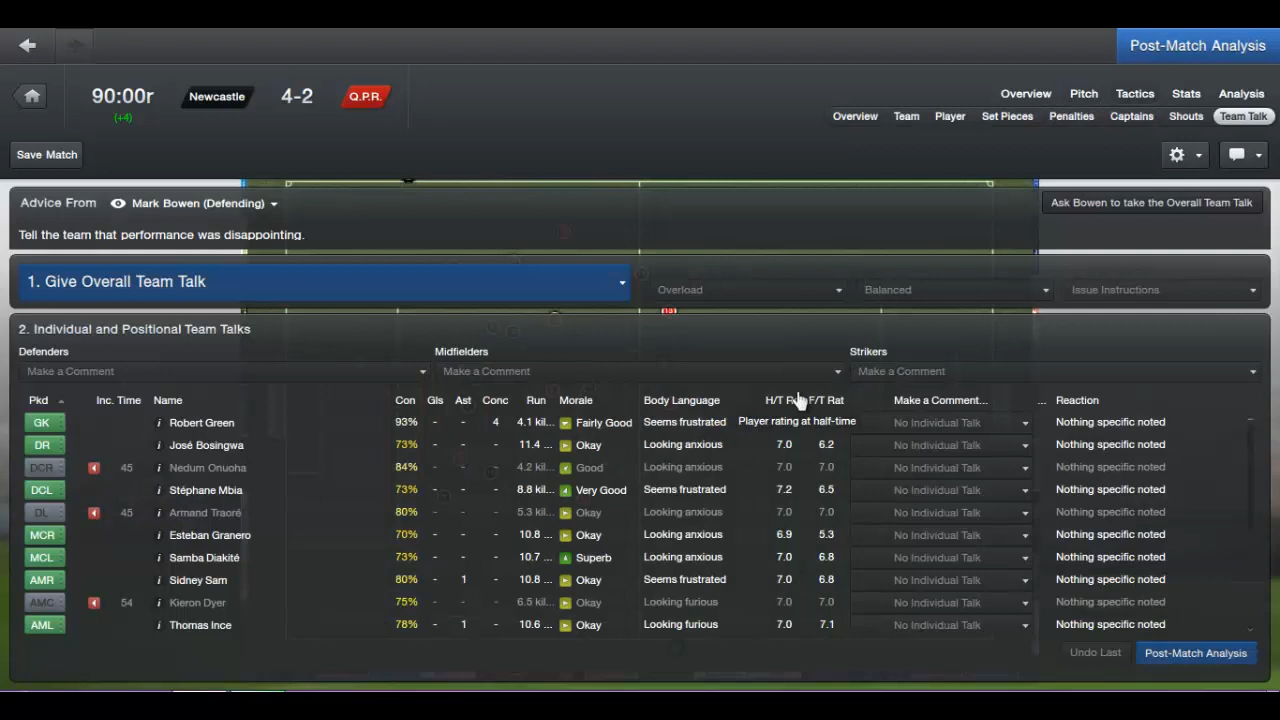 Post-Match Analysis
90:00r Newcastle 4-2 Q.P.R.
(+4)
Overview Pitch Tactics Stats Analysis
Overview Team Player Set Pieces Penalties Captains Shouts Team Talk
Save Match
Advice From Mark Bowen (Defending) Ask Bowen to take the Overall Team Talk
Tell the team that performance was disappointing.
1. Give Overall Team Talk Overload Balanced Issue Instructions
2. Individual and Positional Team Talks
Defenders Midfielders Strikers
Make a Comment Make a Comment Make a Comment
Pkd Inc. Time Name Con Gls Ast Conc Run Morale Body Language H/T F/T Rat Make a Comment... ... Reaction
GK i Robert Green 93% - - 4 4.1 kil... Fairly Good Seems frustrated Player rating at half-time No Individual Talk Nothing specific noted
DR i José Bosingwa 73% - - - 11.4 ... Okay Looking anxious 7.0 6.2 No Individual Talk Nothing specific noted
DCR 45 i Nedum Onuoha 84% - - - 4.2 kil... Good Looking anxious 7.0 7.0 No Individual Talk Nothing specific noted
DCL i Stéphane Mbia 73% - - - 8.8 kil... Very Good Seems frustrated 7.2 6.5 No Individual Talk Nothing specific noted
DL 45 i Armand Traoré 80% - - - 5.3 kil... Okay Looking anxious 7.0 7.0 No Individual Talk Nothing specific noted
MCR i Esteban Granero 70% - - - 10.8 ... Okay Looking anxious 6.9 5.3 No Individual Talk Nothing specific noted
MCL i Samba Diakité 73% - - - 10.7 ... Superb Looking anxious 7.0 6.8 No Individual Talk Nothing specific noted
AMR i Sidney Sam 80% - 1 - 10.8 ... Okay Seems frustrated 7.0 6.8 No Individual Talk Nothing specific noted
AMC 54 i Kieron Dyer 75% - - - 6.5 kil... Okay Looking furious 7.0 7.0 No Individual Talk Nothing specific noted
AML i Thomas Ince 78% - 1 - 10.6 ... Okay Looking furious 7.0 7.1 No Individual Talk Nothing specific noted
Undo Last Post-Match Analysis